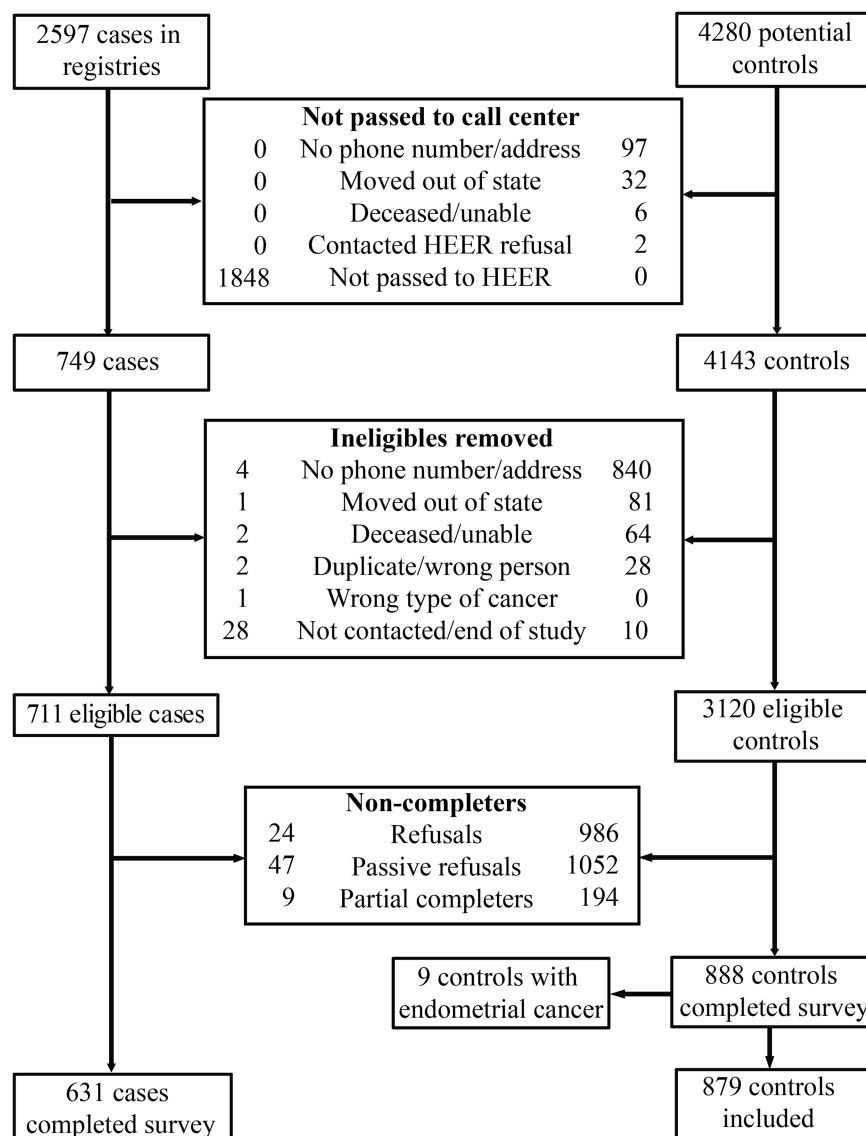 2597 cases in
registries
4280 potential
controls
Not passed to call center
0 No phone number/address 97
0 Moved out of state 32
0 Deceased/unable 6
0 Contacted HEER refusal 2
1848 Not passed to HEER 0
749 cases
4143 controls
Ineligibles removed
4 No phone number/address 840
1 Moved out of state 81
2 Deceased/unable 64
2 Duplicate/wrong person 28
1 Wrong type of cancer 0
28 Not contacted/end of study 10
711 eligible cases
3120 eligible
controls
Non-completers
24 Refusals 986
47 Passive refusals 1052
9 Partial completers 194
9 controls with
endometrial cancer
888 controls
completed survey
631 cases
completed survey
879 controls
included